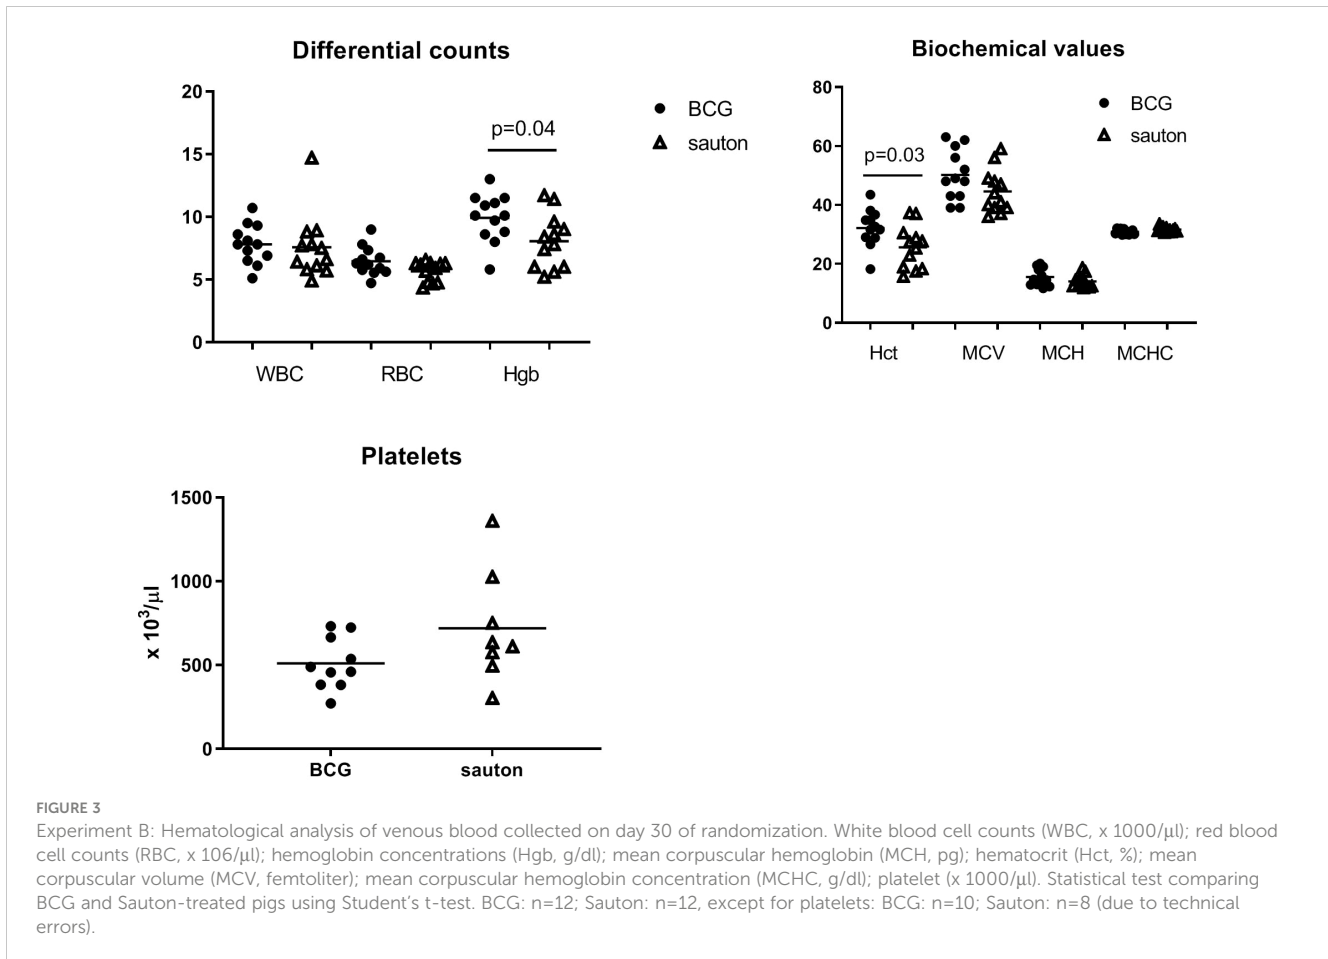 Differential counts
20
15
10
5
0
p=0.04
BCG
sauton
WBC RBC Hgb
Biochemical values
80
60
40
20
0
p=0.03
BCG
sauton
Hct MCV MCH MCHC
Platelets
x 10³/µl
1500
1000
500
0
BCG sauton
FIGURE 3
Experiment B: Hematological analysis of venous blood collected on day 30 of randomization. White blood cell counts (WBC, x 1000/µl); red blood
cell counts (RBC, x 106/µl); hemoglobin concentrations (Hgb, g/dl); mean corpuscular hemoglobin (MCH, pg); hematocrit (Hct, %); mean
corpuscular volume (MCV, femtoliter); mean corpuscular hemoglobin concentration (MCHC, g/dl); platelet (x 1000/µl). Statistical test comparing
BCG and Sauton-treated pigs using Student’s t-test. BCG: n=12; Sauton: n=12, except for platelets: BCG: n=10; Sauton: n=8 (due to technical
errors).